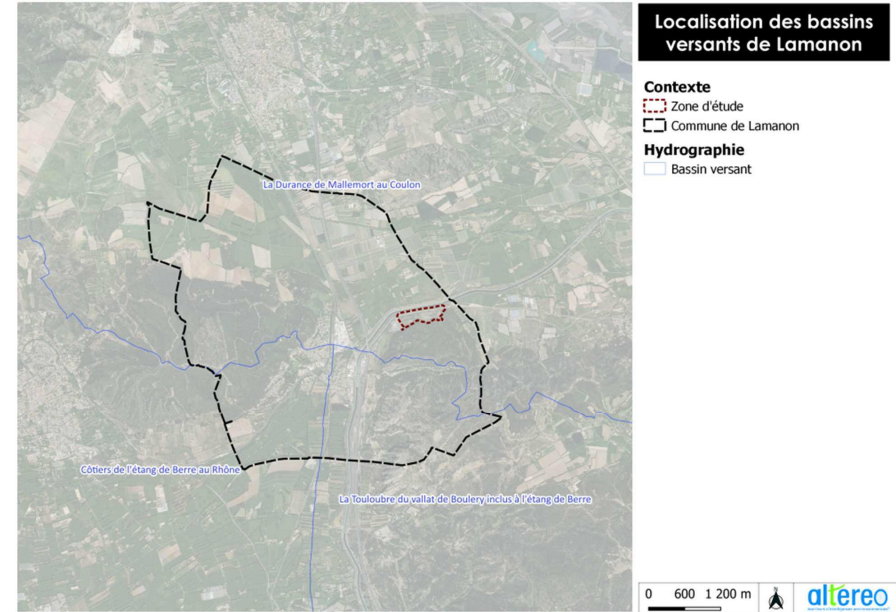 Localisation des bassins
versants de Lamanon
Contexte
Zone d'étude
Commune de Lamanon
Hydrographie
Bassin versant
La Durance de Mallemort au Coulon
Côtiers de l'étang de Berre au Rhône
La Touloubre du vallat de Boulery inclus à l'étang de Berre
0 600 1 200 m
altereo